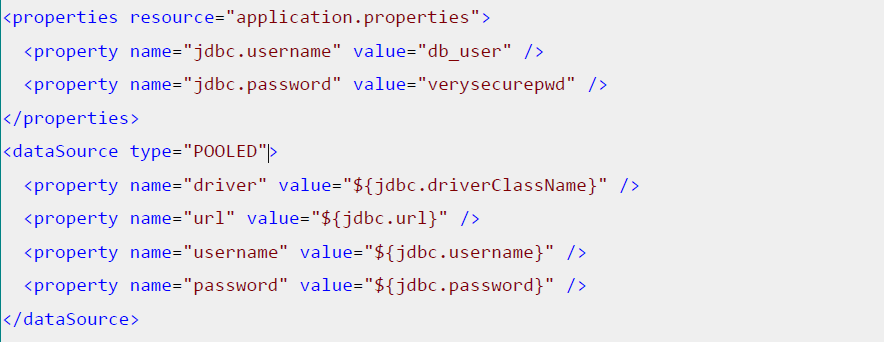 <properties resource="application.properties">
<property name="jdbc.username" value="db_user" />
<property name="jdbc.password" value="verysecurepwd" />
</properties>
<dataSource type="POOLED">
<property name="driver" value="${jdbc.driverClassName}" />
<property name="url" value="${jdbc.url}" />
<property name="username" value="${jdbc.username}" />
<property name="password" value="${jdbc.password}" />
</dataSource>